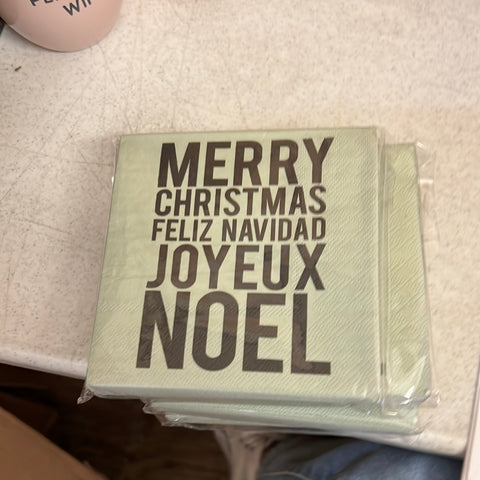 MERRY
CHRISTMAS
FELIZ NAVIDAD
JOYEUX
NOEL